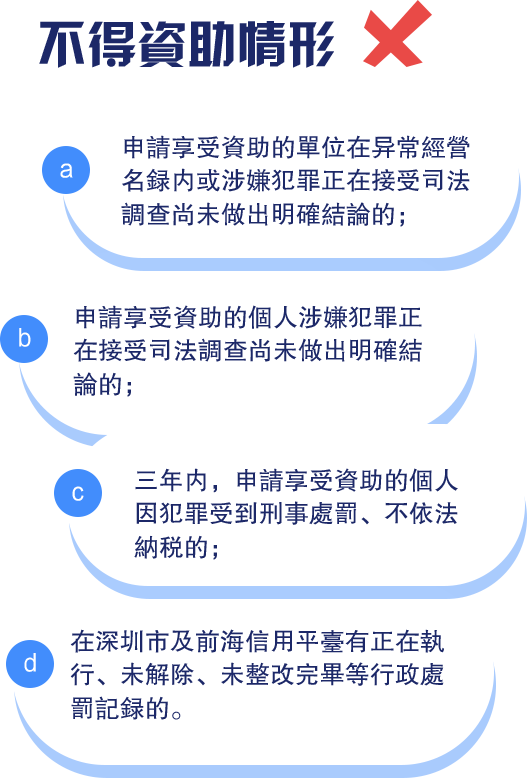 不得資助情形
a
申請享受資助的單位在异常經營
名録内或涉嫌犯罪正在接受司法
調查尚未做出明確結論的；
b
申請享受資助的個人涉嫌犯罪正
在接受司法調查尚未做出明確結
論的；
c
三年内，申請享受資助的個人
因犯罪受到刑事處罰、不依法
納税的；
d
在深圳市及前海信用平臺有正在執
行、未解除、未整改完畢等行政處
罰記録的。